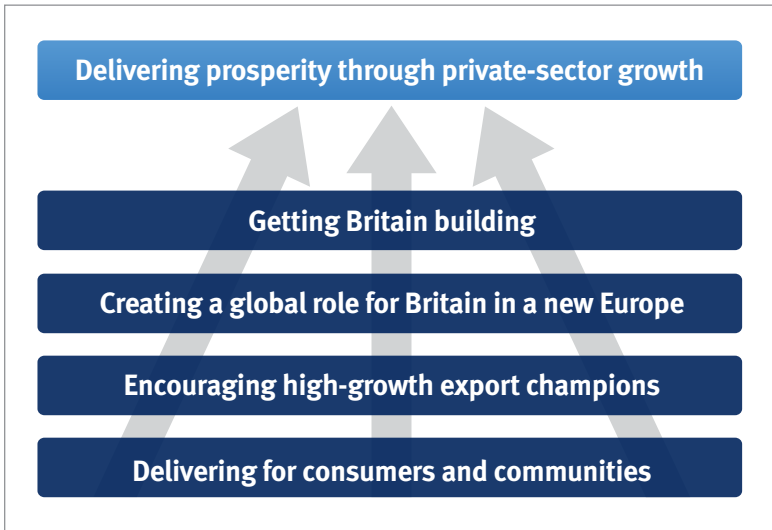 Delivering prosperity through private-sector growth
Getting Britain building
Creating a global role for Britain in a new Europe
Encouraging high-growth export champions
Delivering for consumers and communities